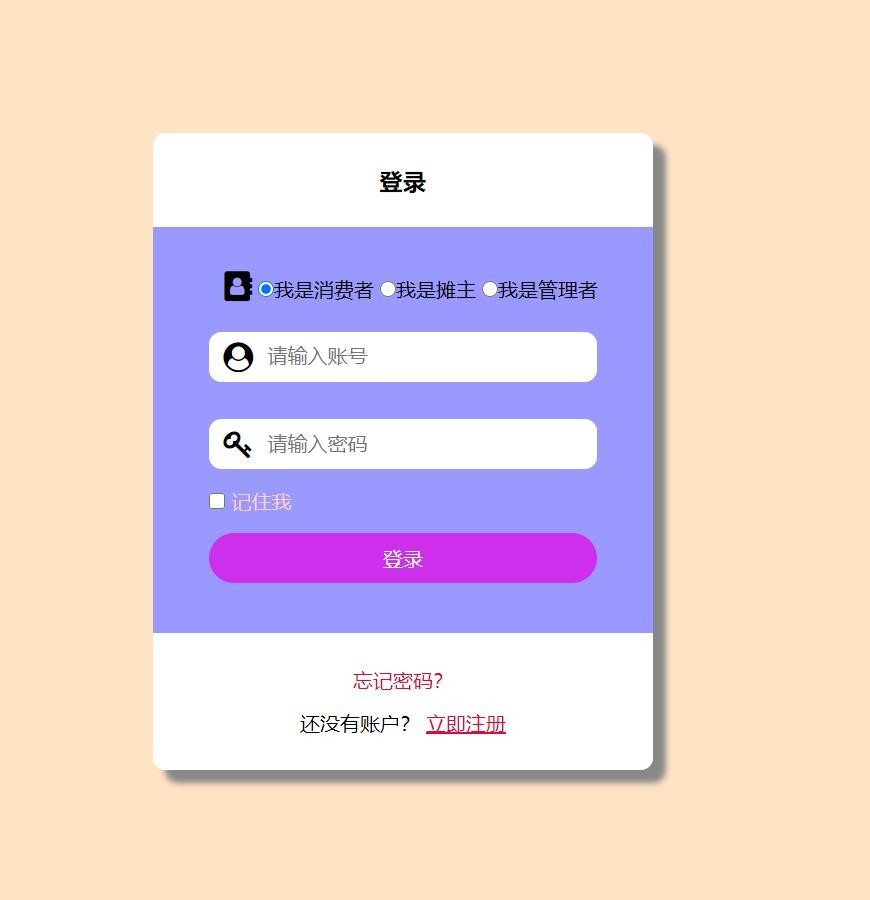 登录
我是消费者 我是摊主 我是管理者
请输入账号
请输入密码
记住我
登录
忘记密码？
还没有账户？ 立即注册